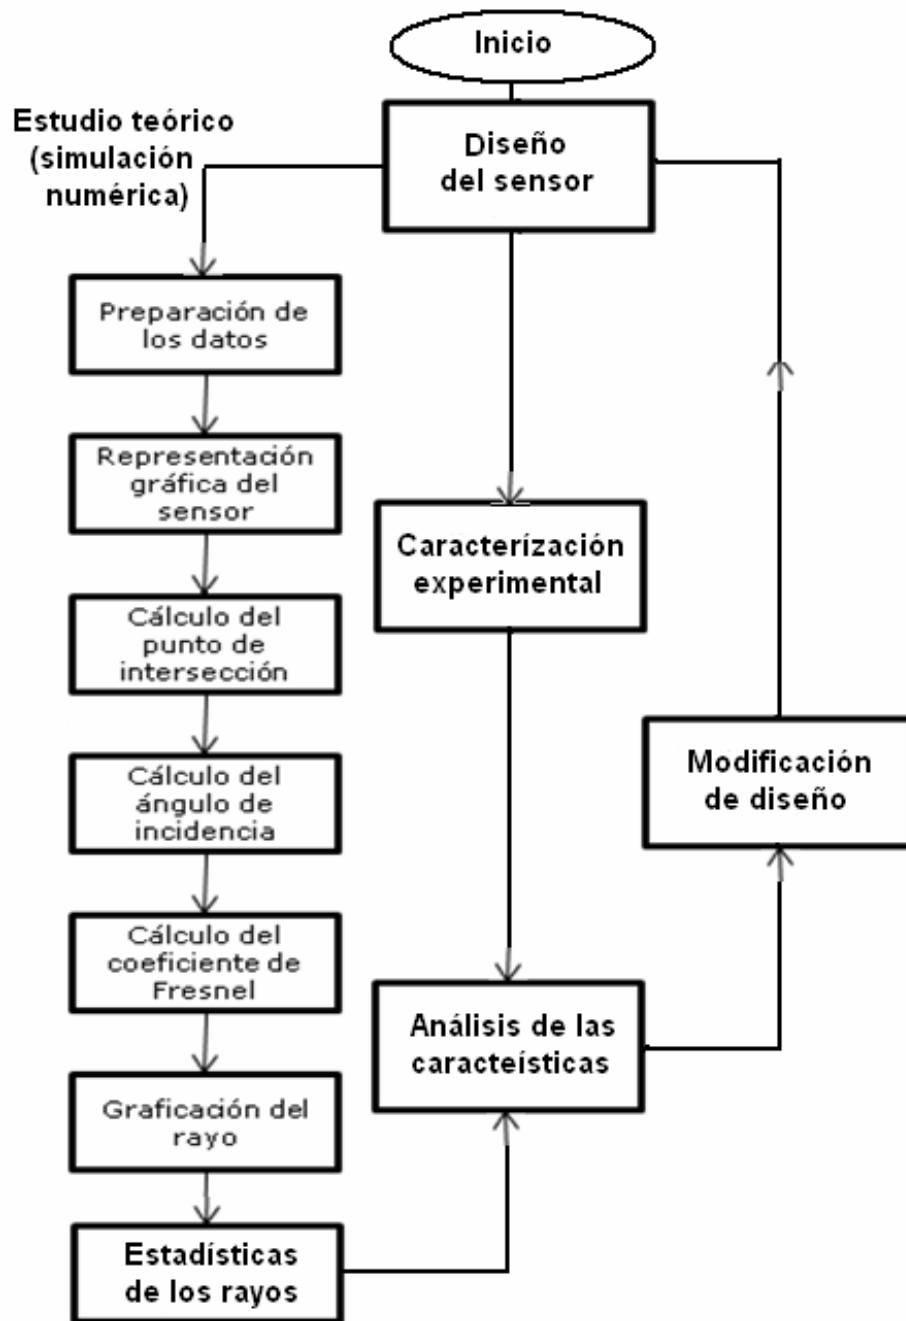 Inicio
Diseño
del sensor
Estudio teórico
(simulación
numérica)
Preparación de
los datos
Representación
gráfica del
sensor
Cálculo del
punto de
intersección
Cálculo del
ángulo de
incidencia
Cálculo del
coeficiente de
Fresnel
Graficación del
rayo
Estadísticas
de los rayos
Caracterízación
experimental
Análisis de las
caracteísticas
Modificación
de diseño